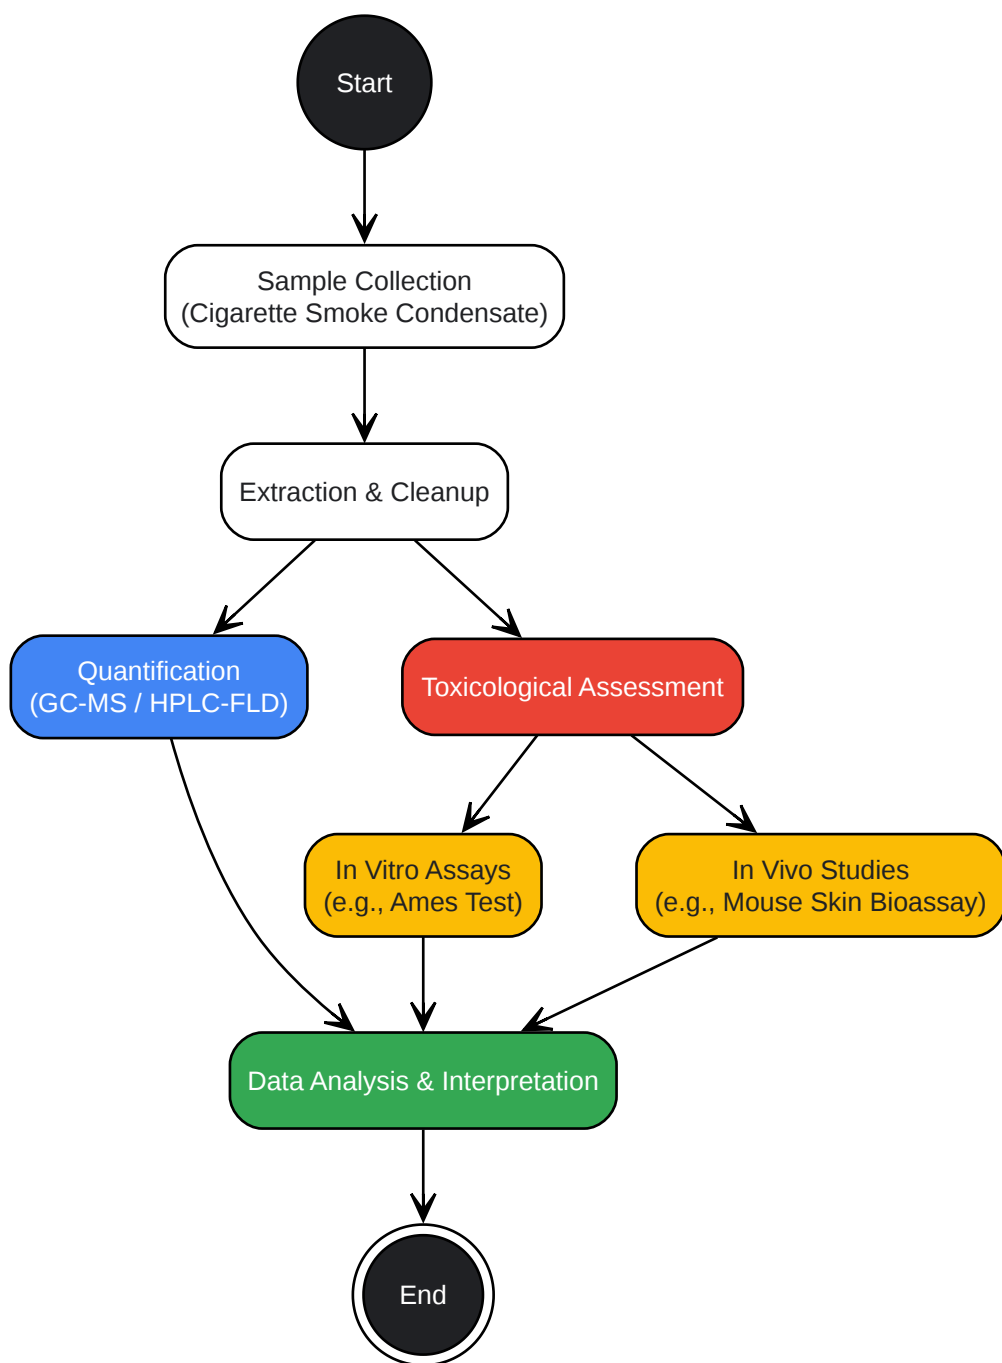 Start
Sample Collection
(Cigarette Smoke Condensate)
Extraction & Cleanup
Quantification
(GC-MS / HPLC-FLD)
Toxicological Assessment
In Vitro Assays
(e.g., Ames Test)
In Vivo Studies
(e.g., Mouse Skin Bioassay)
Data Analysis & Interpretation
End